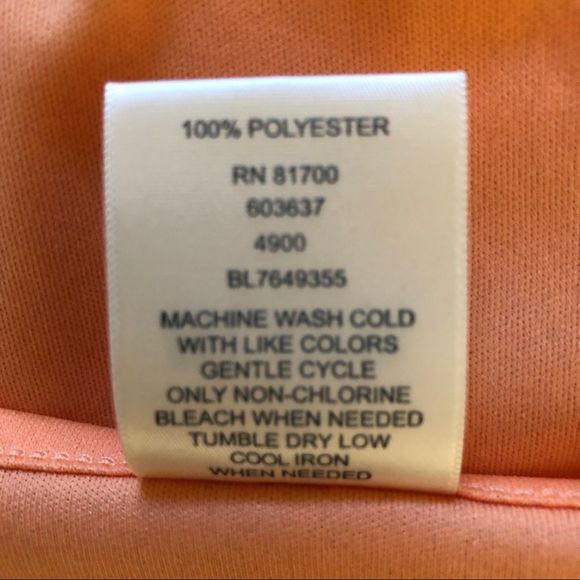 100% POLYESTER
RN 81700
603637
4900
BL7649355
MACHINE WASH COLD
WITH LIKE COLORS
GENTLE CYCLE
ONLY NON-CHLORINE
BLEACH WHEN NEEDED
TUMBLE DRY LOW
COOL IRON
WHEN NEEDED